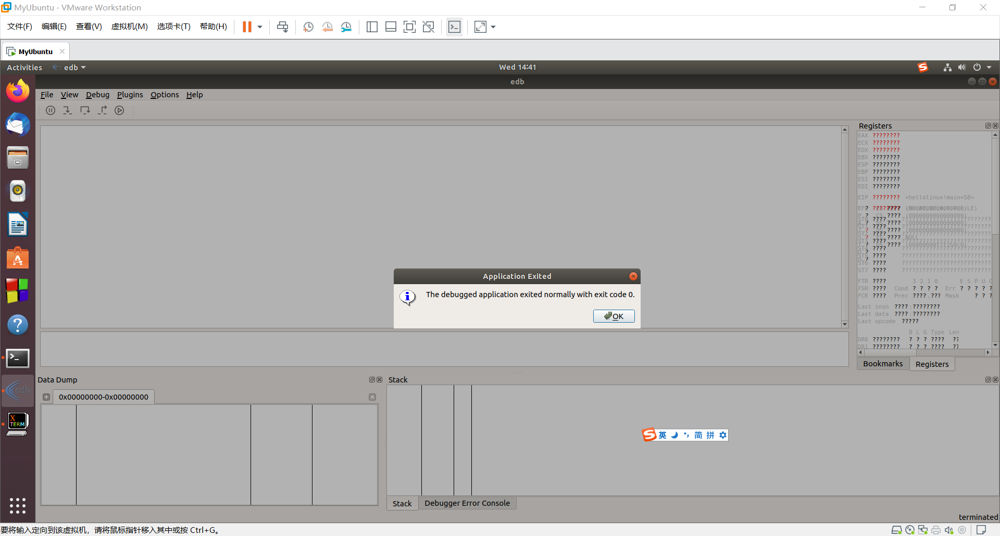 MyUbuntu - VMware Workstation
文件(F) 编辑(E) 查看(V) 虚拟机(M) 选项卡(T) 帮助(H)
MyUbuntu
Activities edb Wed 14:41
edb
File View Debug Plugins Options Help
Registers
EAX ????????
ECX ????????
EDX ????????
EBX ????????
ESP ????????
EBP ????????
ESI ????????
EDI ????????
EIP ???????? <hellolinux!main+58>
ST4 ????
ST5 ????
ST6 ????
ST7 ????
FTR ???? 3 2 1 0 E S P U O
FSR ???? Cond ? ? ? ? Err ? ? ? ? ?
FCR ???? Prec ????,??? Mask ? ? ?
Last insn ????:????????
Last data ????:????????
Last opcode ?????
B L G Type Len
DR0 ???????? ? ? ? ???? ??
DR1 ???????? ? ? ? ???? ??
Bookmarks Registers
Application Exited
The debugged application exited normally with exit code 0.
OK
Data Dump
0x00000000-0x00000000
Stack
英 简 拼
Stack Debugger Error Console
edb
X TERM
terminated
要将输入定向到该虚拟机，请将鼠标指针移入其中或按 Ctrl+G。